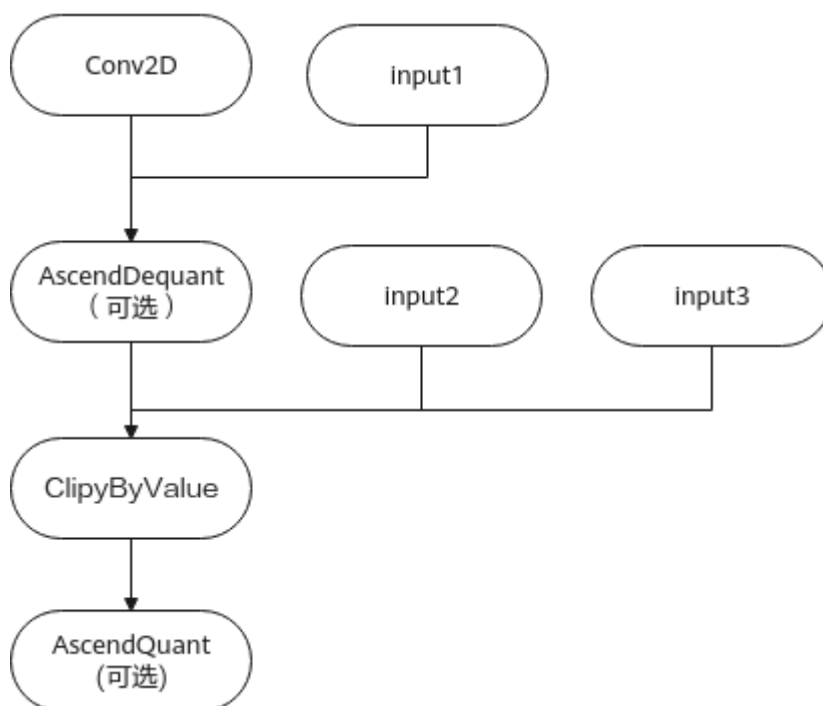 Conv2D
input1
AscendDequant
（可选）
input2
input3
ClipyByValue
AscendQuant
(可选)